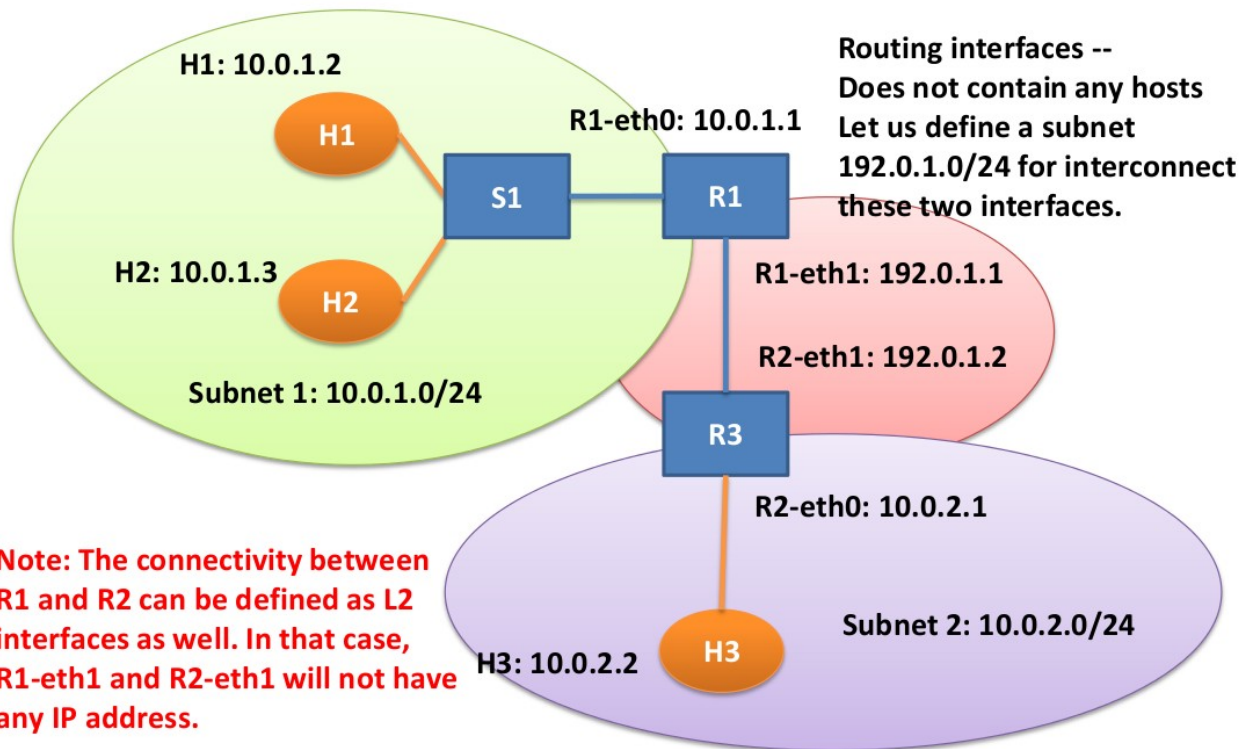 H1: 10.0.1.2
Routing interfaces --
Does not contain any hosts
Let us define a subnet
192.0.1.0/24 for interconnect
these two interfaces.
R1-eth0: 10.0.1.1
H1
S1
R1
H2: 10.0.1.3
H2
R1-eth1: 192.0.1.1
R2-eth1: 192.0.1.2
Subnet 1: 10.0.1.0/24
R3
R2-eth0: 10.0.2.1
Note: The connectivity between
R1 and R2 can be defined as L2
interfaces as well. In that case,
R1-eth1 and R2-eth1 will not have
any IP address.
Subnet 2: 10.0.2.0/24
H3: 10.0.2.2
H3